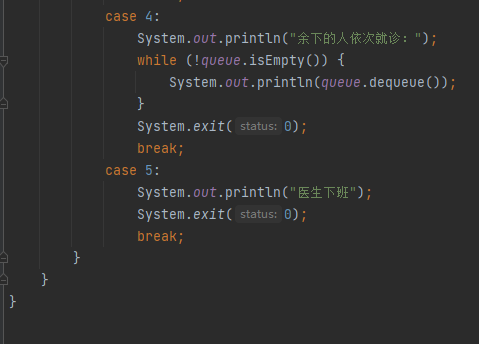 case 4:
System.out.println("余下的人依次就诊：");
while (!queue.isEmpty()) {
System.out.println(queue.dequeue());
}
System.exit( status: 0);
break;
case 5:
System.out.println("医生下班");
System.exit( status: 0);
break;
}
}
}